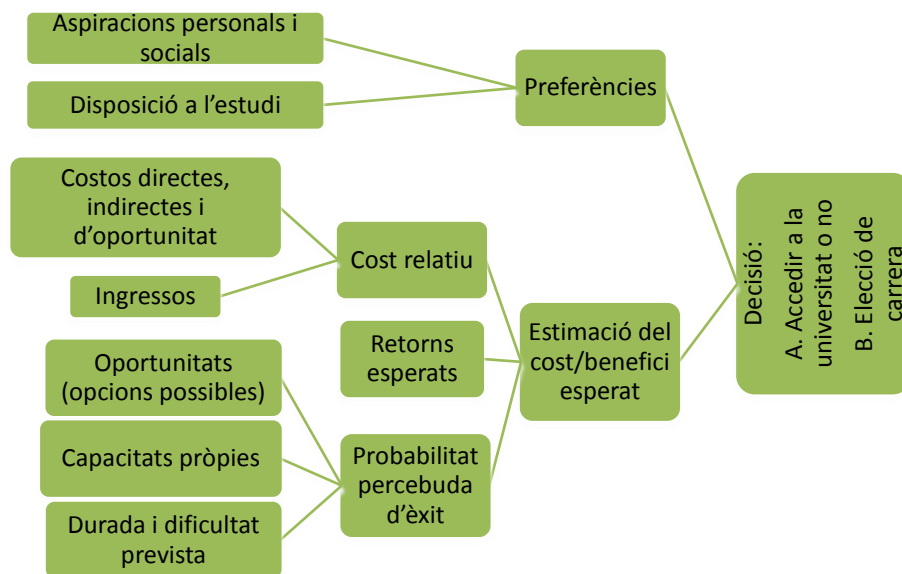 Aspiracions personals i
socials
Disposició a l'estudi
Preferències
Costos directes,
indirectes i
d'oportunitat
Ingressos
Cost relatiu
Retorns
esperats
Oportunitats
(opcions possibles)
Capacitats pròpies
Durada i dificultat
prevista
Probabilitat
percebuda
d'èxit
Estimació del
cost/benefici
esperat
Decisió:
A. Accedir a la
universitat o no
B. Elecció de
carrera